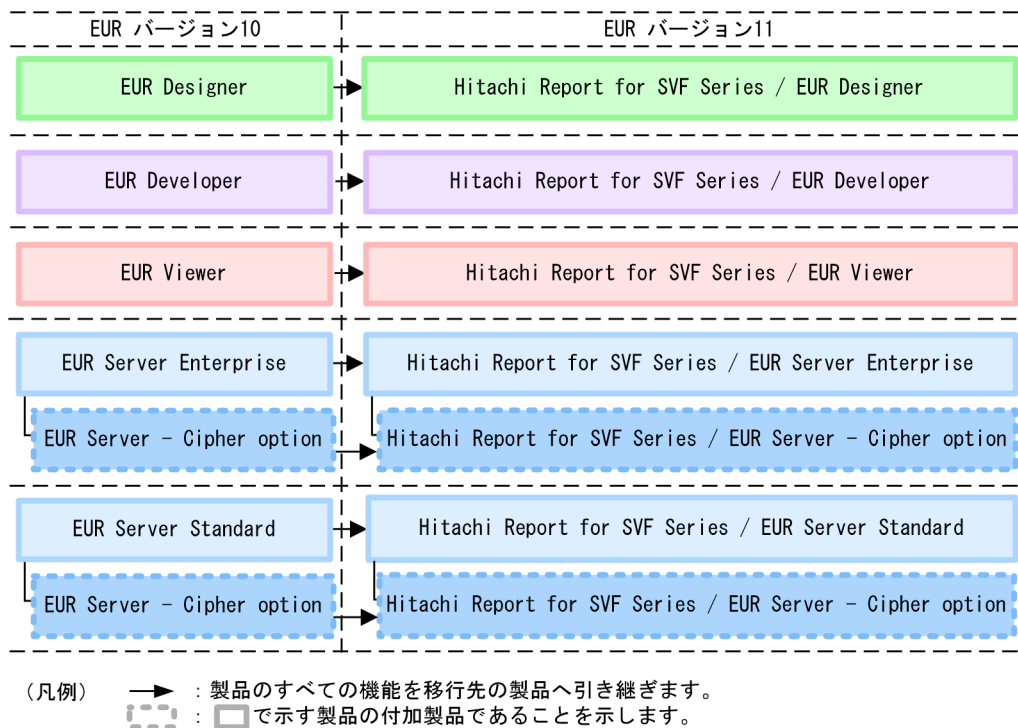 EUR バージョン10 EUR バージョン11
EUR Designer Hitachi Report for SVF Series / EUR Designer
EUR Developer Hitachi Report for SVF Series / EUR Developer
EUR Viewer Hitachi Report for SVF Series / EUR Viewer
EUR Server Enterprise Hitachi Report for SVF Series / EUR Server Enterprise
EUR Server − Cipher option Hitachi Report for SVF Series / EUR Server − Cipher option
EUR Server Standard Hitachi Report for SVF Series / EUR Server Standard
EUR Server − Cipher option Hitachi Report for SVF Series / EUR Server − Cipher option
（凡例） ：製品のすべての機能を移行先の製品へ引き継ぎます。
：で示す製品の付加製品であることを示します。